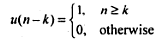 u(n-k) = { 1, n ≥ k
0, otherwise